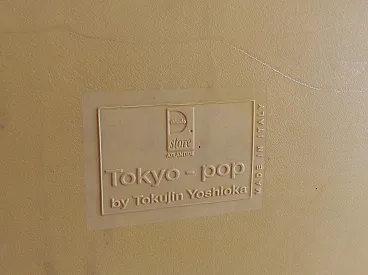 D
store
Tokyo - pop
by Tokujin Yoshioka
MADE IN ITALY